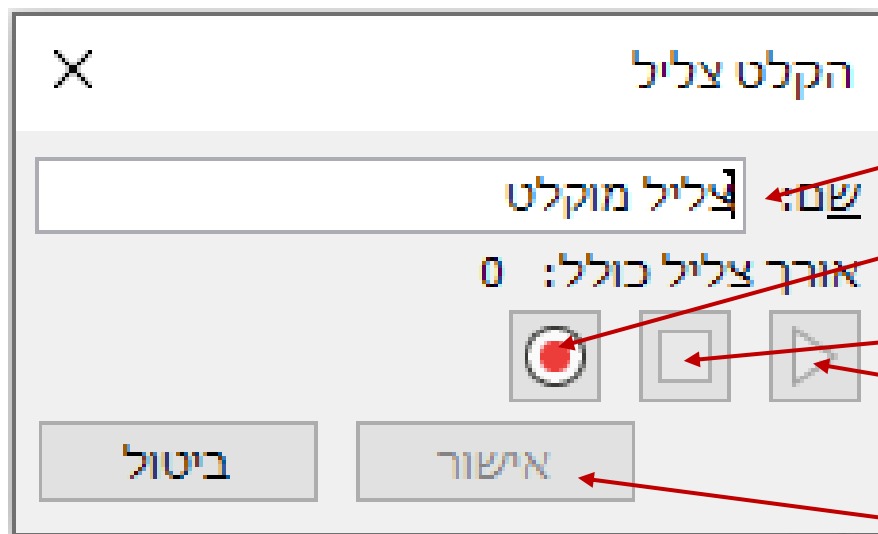 הקלט צליל
שם: צליל מוקלט
אורך צליל כולל: 0
אישור ביטול